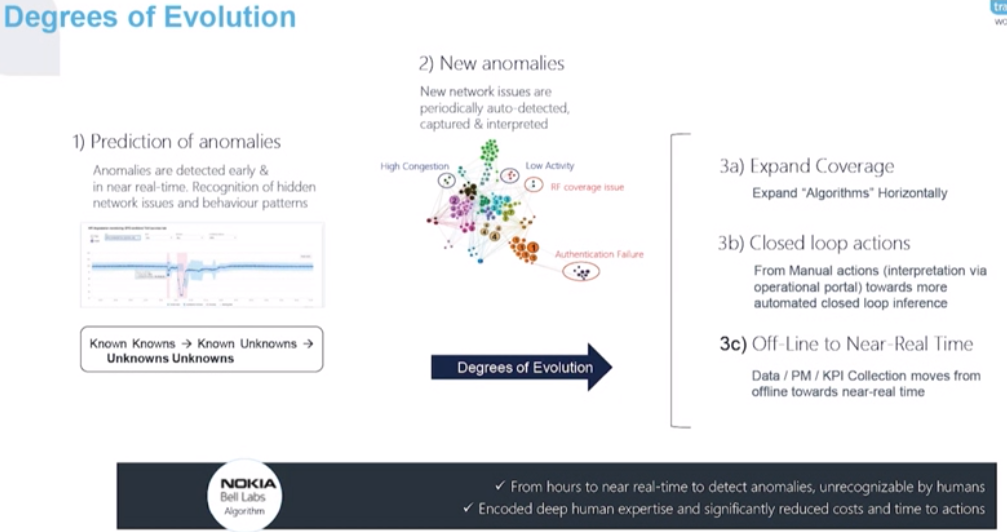 Degrees of Evolution
tra
wo
1) Prediction of anomalies
Anomalies are detected early &
in near real-time. Recognition of hidden
network issues and behaviour patterns
Known Knowns → Known Unknowns →
Unknowns Unknowns
2) New anomalies
New network issues are
periodically auto-detected,
captured & interpreted
High Congestion
Low Activity
RF coverage issue
Authentication Failure
Degrees of Evolution
3a) Expand Coverage
Expand “Algorithms” Horizontally
3b) Closed loop actions
From Manual actions (interpretation via
operational portal) towards more
automated closed loop inference
3c) Off-Line to Near-Real Time
Data / PM / KPI Collection moves from
offline towards near-real time
NOKIA
Bell Labs
Algorithm
✓ From hours to near real-time to detect anomalies, unrecognizable by humans
✓ Encoded deep human expertise and significantly reduced costs and time to actions